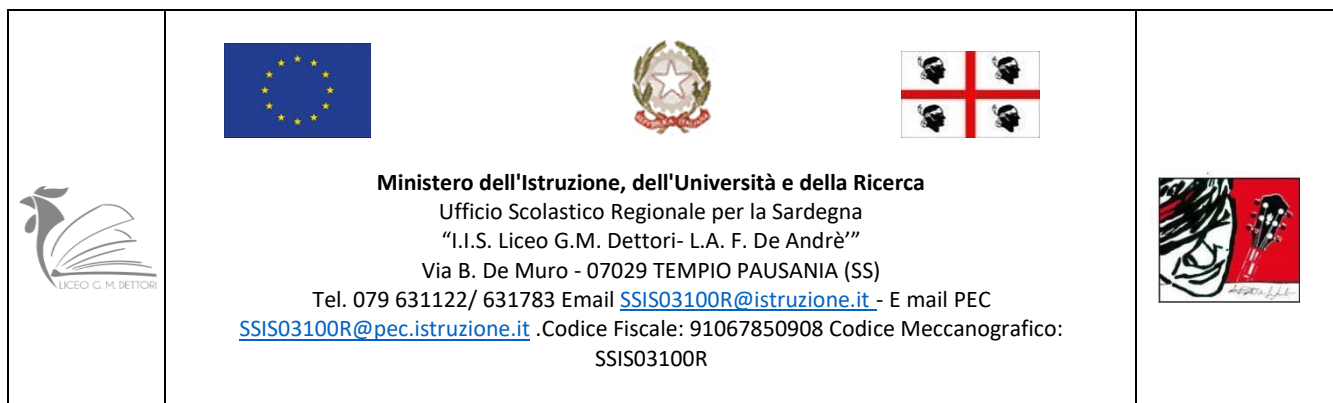 Ministero dell'Istruzione, dell'Università e della Ricerca
Ufficio Scolastico Regionale per la Sardegna
“I.I.S. Liceo G.M. Dettori- L.A. F. De Andrè’”
Via B. De Muro - 07029 TEMPIO PAUSANIA (SS)
Tel. 079 631122/ 631783 Email SSIS03100R@istruzione.it - E mail PEC
SSIS03100R@pec.istruzione.it .Codice Fiscale: 91067850908 Codice Meccanografico:
SSIS03100R
LICEO G. M. DETTORI